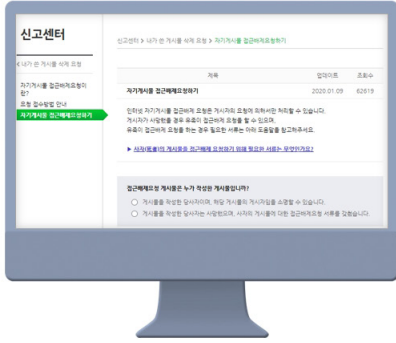 신고센터
신고센터 > 내가 쓴 게시물 삭제 요청 > 자기게시물 접근배제요청하기
< 내가 쓴 게시물 삭제 요청
자기게시물 접근배제요청이란?
요청 접수방법 안내
자기게시물 접근배제요청하기
제목 업데이트 조회수
자기게시물 접근배제요청하기 2020.01.09 62619
인터넷 자기게시물 접근배제 요청은 게시자의 요청에 의하서만 처리할 수 있습니다.
게시자가 사망했을 경우 유족이 접근배제 요청을 할 수 있으며,
유족이 접근배제 요청을 하는 경우 필요한 서류는 아래 도움말을 참고해주세요.
▶ 사자(死者)의 게시물을 접근배제 요청하기 위해 필요한 서류는 무엇인가요?
접근배제요청 게시물은 누가 작성한 게시물입니까?
게시물을 작성한 당사자이며, 해당 게시물의 게시자임을 소명할 수 있습니다.
게시물을 작성한 당사자는 사망했으며, 사자의 게시물에 대한 접근배제요청 서류를 갖췄습니다.